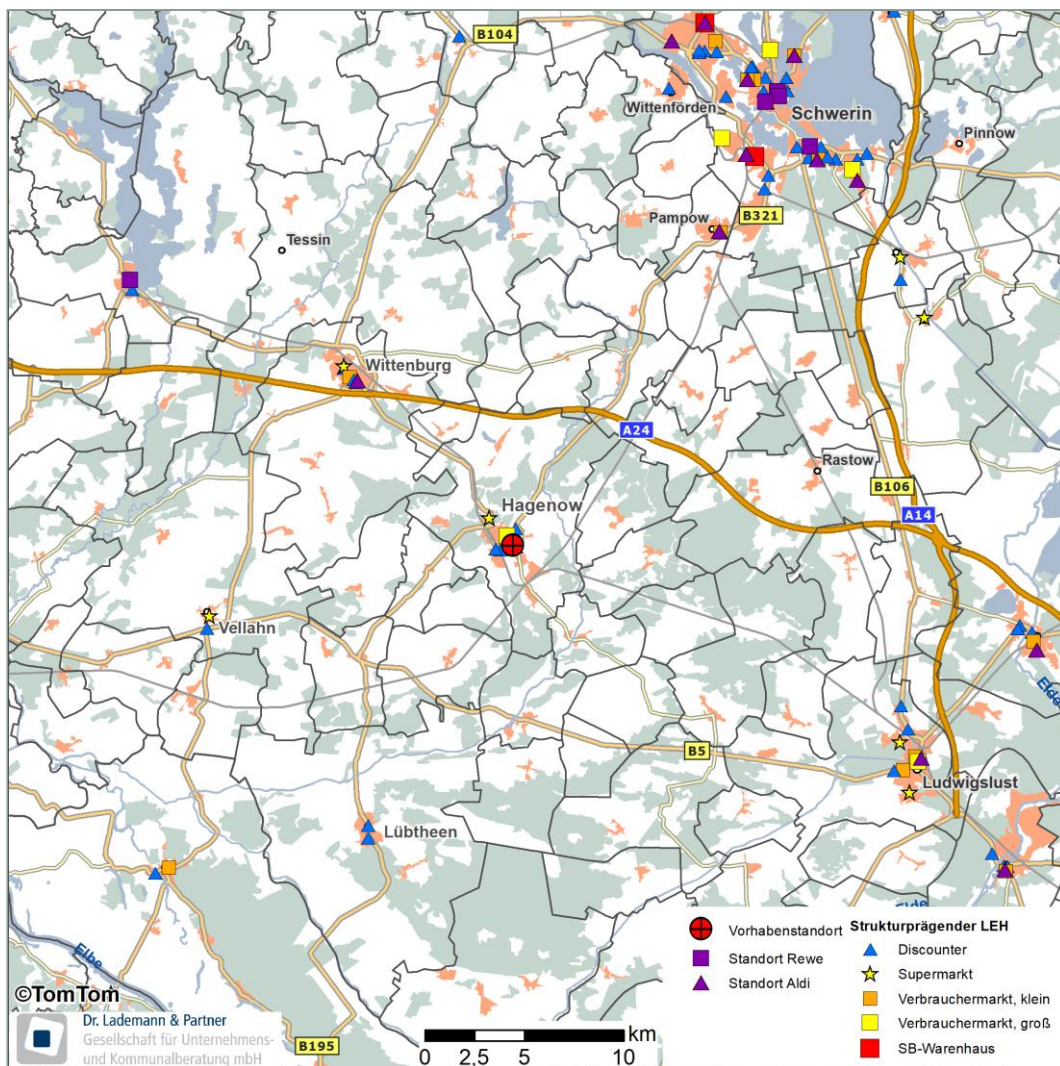 B104
Wittenförden
Schwerin
Pinnow
Pampow
B321
Tessin
Wittenburg
A24
Rastow
B106
A14
Hagenow
Vellahn
Elde
B5
Ludwigslust
Lübtheen
Elde
Elbe
B195
©TomTom
Dr. Lademann & Partner
Gesellschaft für Unternehmens-
und Kommunalberatung mbH
km
0 2,5 5 10
Vorhabenstandort
Standort Rewe
Standort Aldi
Strukturprägender LEH
Discounter
Supermarkt
Verbrauchermarkt, klein
Verbrauchermarkt, groß
SB-Warenhaus